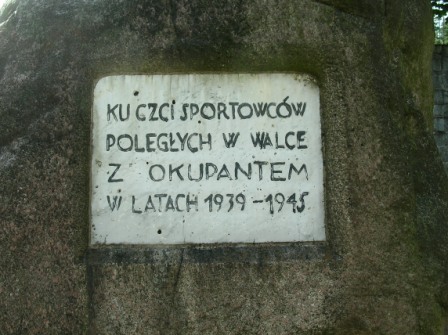 KU CZCI SPORTOWCÓW
POLEGŁYCH W WALCE
Z OKUPANTEM
W LATACH 1939-1945